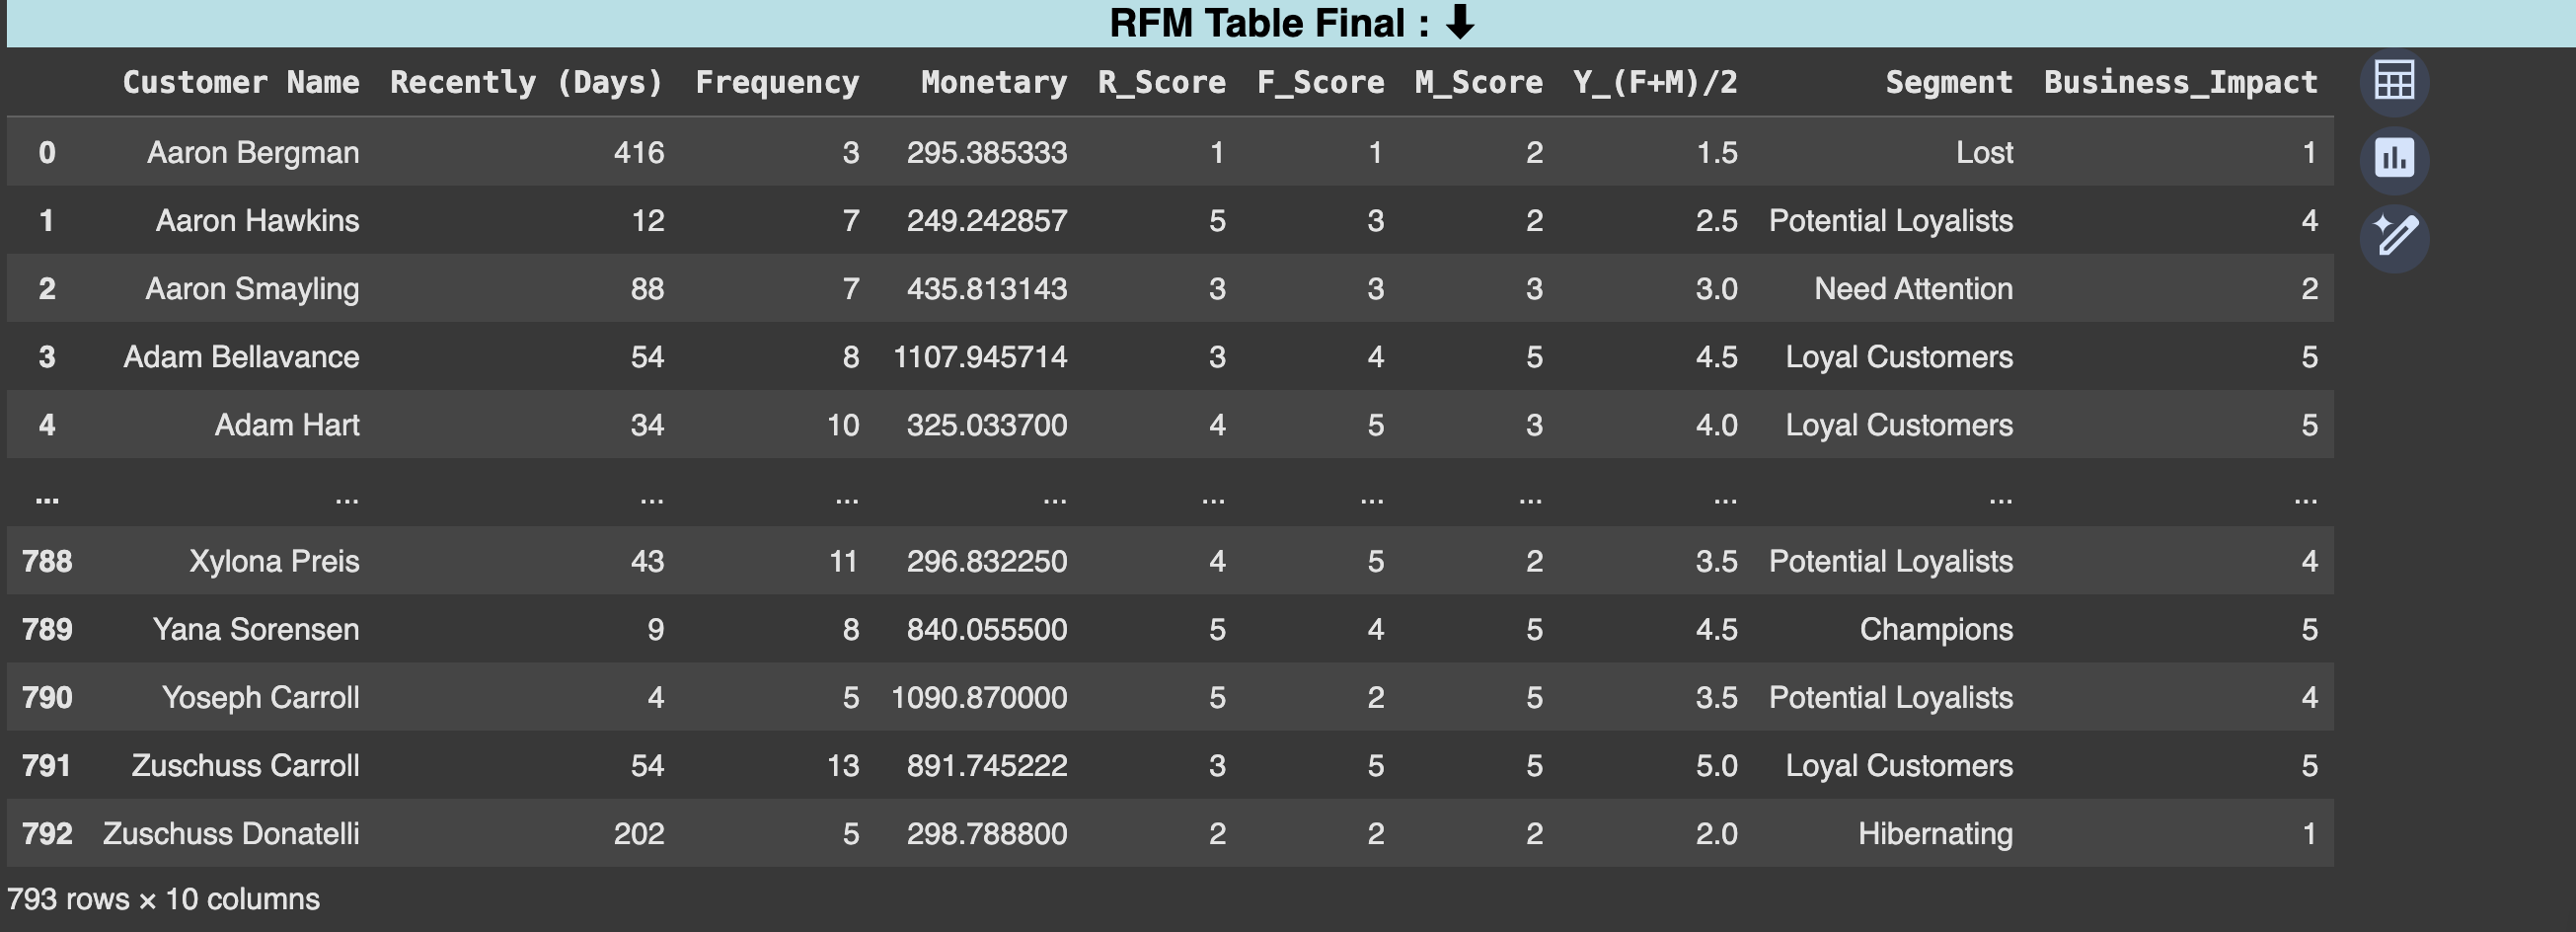 RFM Table Final : ⬇
Customer Name Recently (Days) Frequency Monetary R_Score F_Score M_Score Y_(F+M)/2 Segment Business_Impact
0 Aaron Bergman 416 3 295.385333 1 1 2 1.5 Lost 1
1 Aaron Hawkins 12 7 249.242857 5 3 2 2.5 Potential Loyalists 4
2 Aaron Smayling 88 7 435.813143 3 3 3 3.0 Need Attention 2
3 Adam Bellavance 54 8 1107.945714 3 4 5 4.5 Loyal Customers 5
4 Adam Hart 34 10 325.033700 4 5 3 4.0 Loyal Customers 5
... ... ... ... ... ... ... ... ... ... ...
788 Xylona Preis 43 11 296.832250 4 5 2 3.5 Potential Loyalists 4
789 Yana Sorensen 9 8 840.055500 5 4 5 4.5 Champions 5
790 Yoseph Carroll 4 5 1090.870000 5 2 5 3.5 Potential Loyalists 4
791 Zuschuss Carroll 54 13 891.745222 3 5 5 5.0 Loyal Customers 5
792 Zuschuss Donatelli 202 5 298.788800 2 2 2 2.0 Hibernating 1
793 rows × 10 columns